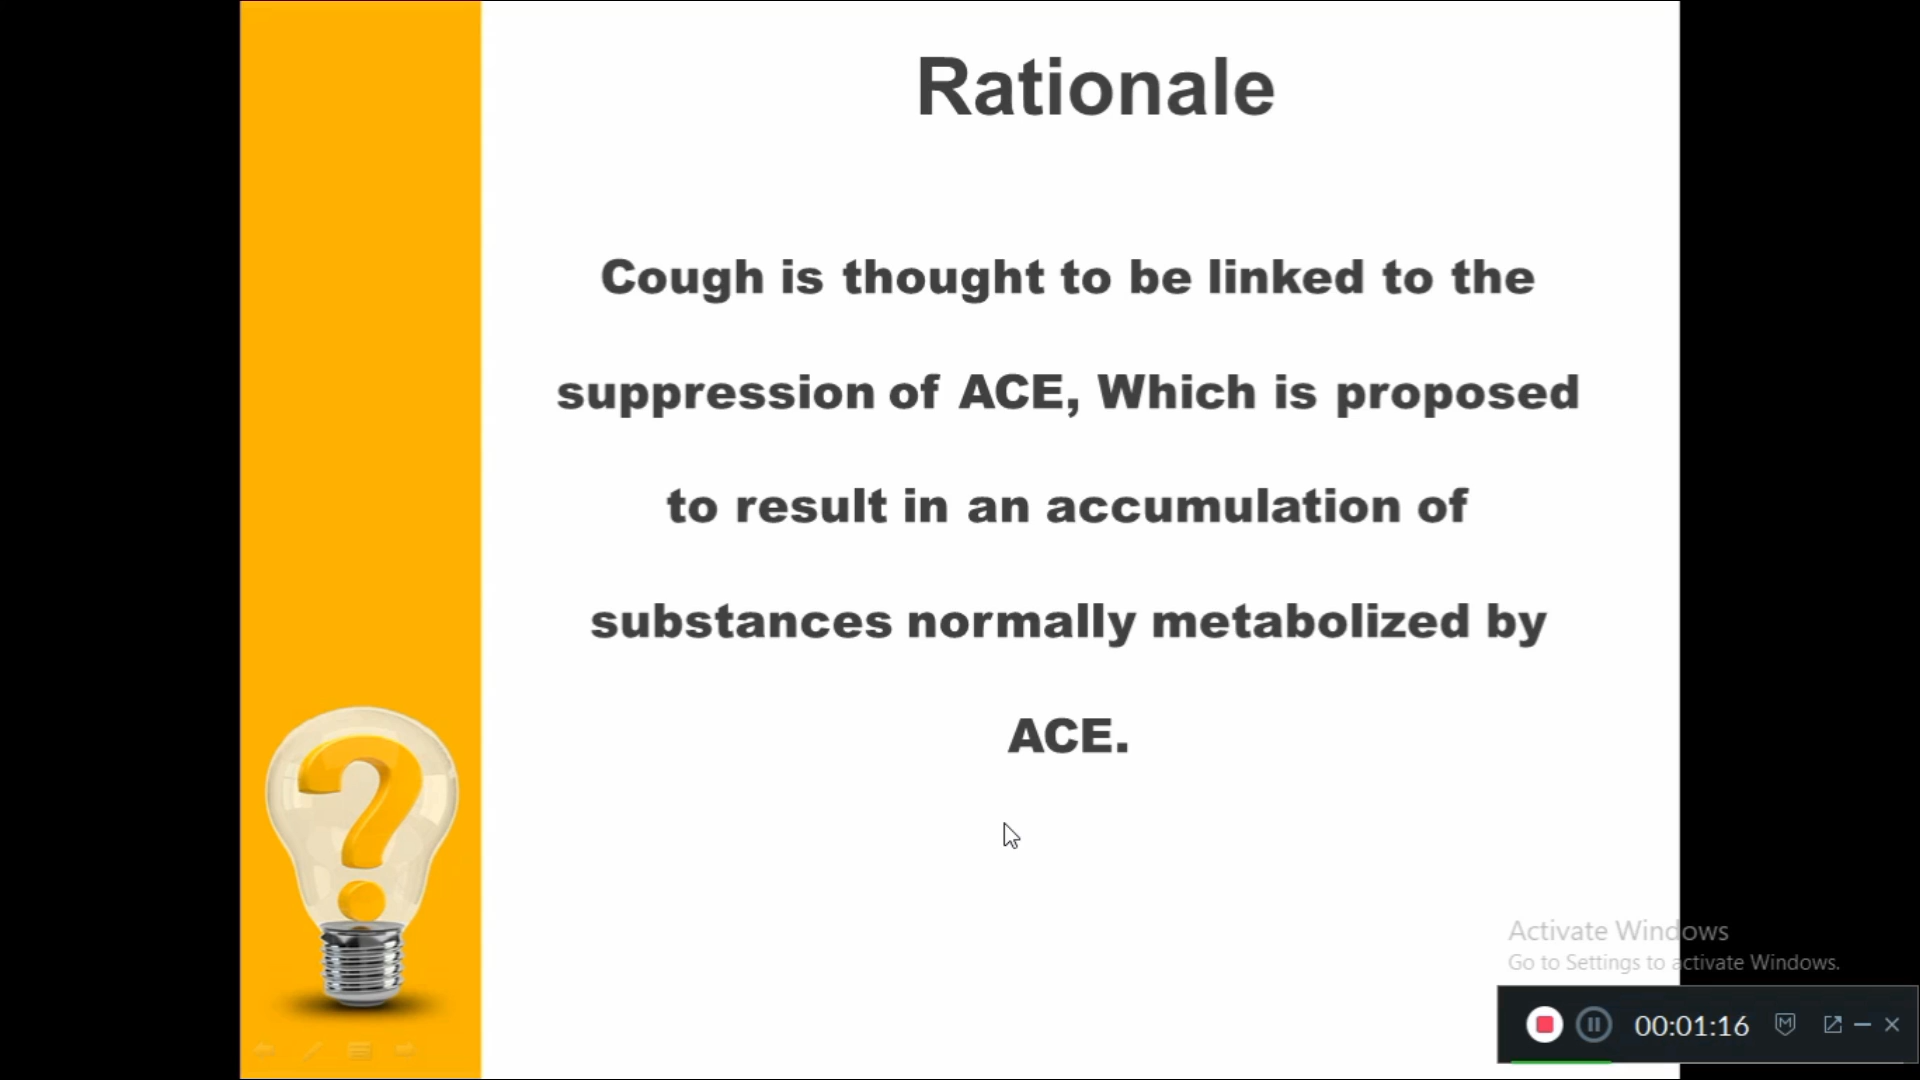 Rationale
Cough is thought to be linked to the
suppression of ACE, Which is proposed
to result in an accumulation of
substances normally metabolized by
ACE.
Activate Windows
Go to Settings to activate Windows.
00:01:16